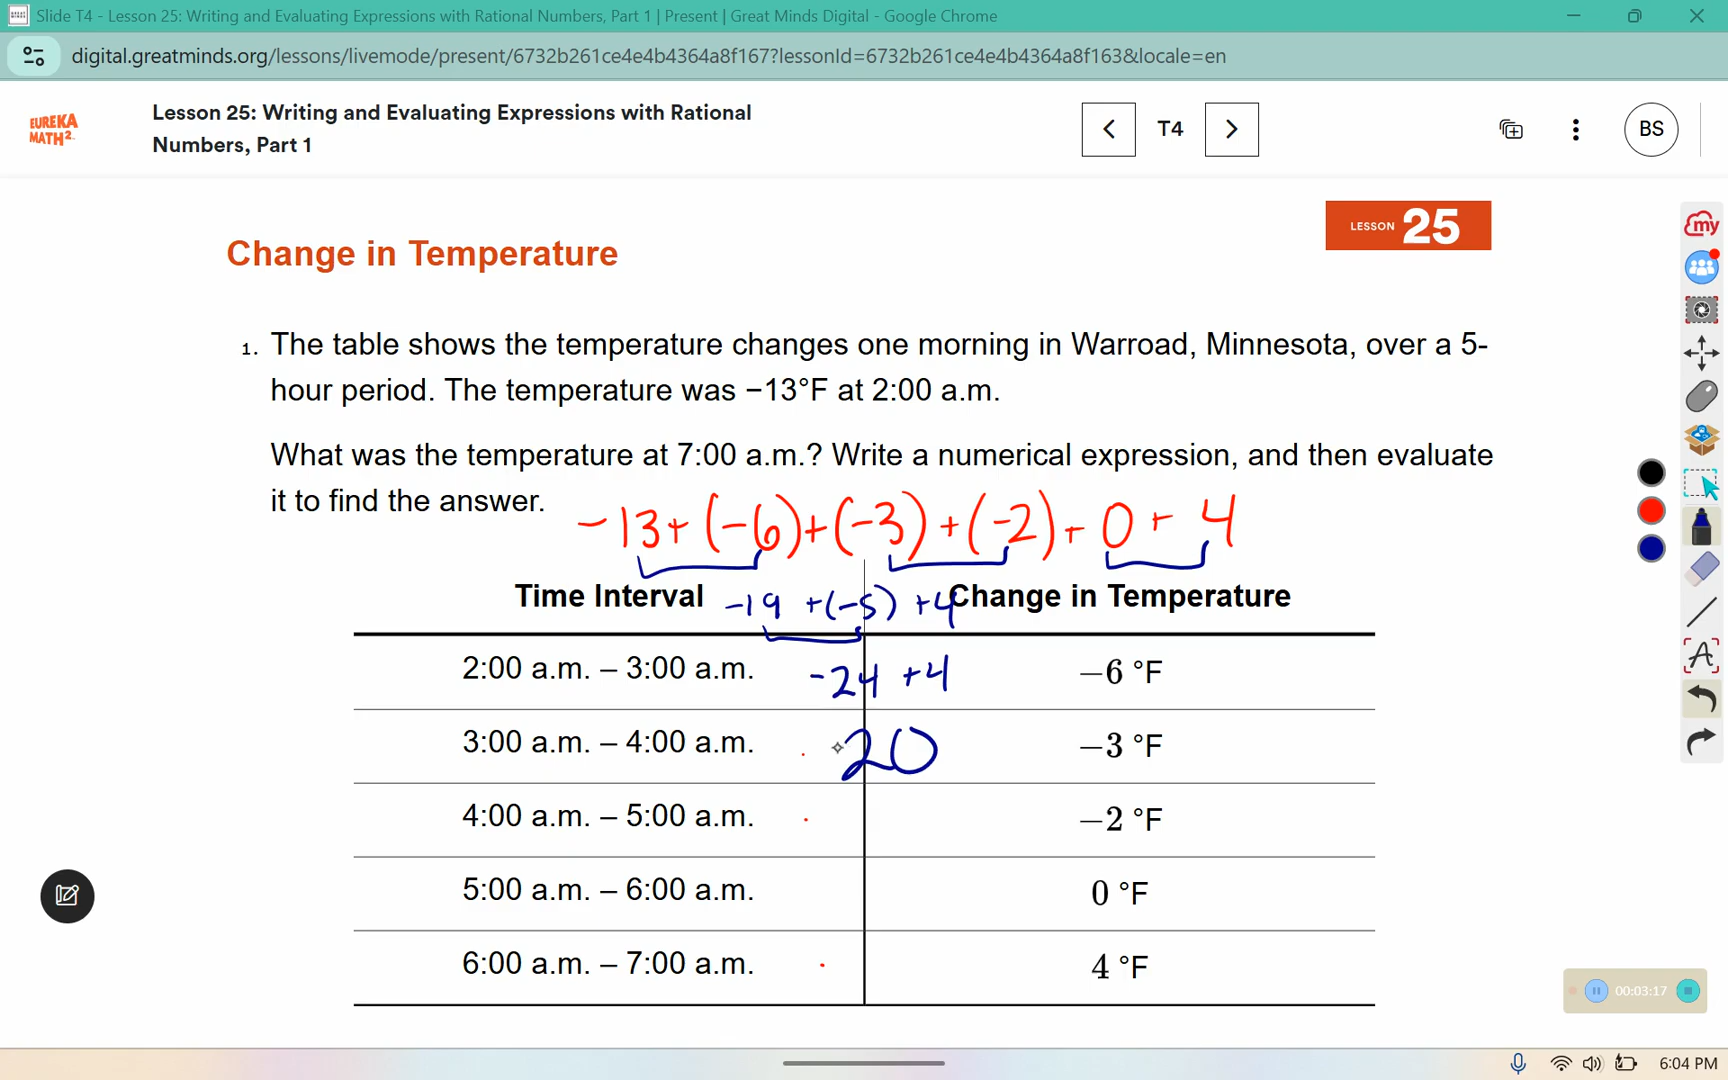 Slide T4 - Lesson 25: Writing and Evaluating Expressions with Rational Numbers, Part 1 | Present | Great Minds Digital - Google Chrome
digital.greatminds.org/lessons/livemode/present/6732b261ce4e4b4364a8f167?lessonId=6732b261ce4e4b4364a8f163&locale=en
EUREKA
MATH²
Lesson 25: Writing and Evaluating Expressions with Rational
Numbers, Part 1
T4
BS
LESSON 25
my
Change in Temperature
1. The table shows the temperature changes one morning in Warroad, Minnesota, over a 5-
hour period. The temperature was −13°F at 2:00 a.m.
What was the temperature at 7:00 a.m.? Write a numerical expression, and then evaluate
it to find the answer.
-13+(-6)+(-3)+(-2)+0+4
Time Interval Change in Temperature
-19 +(-5) +4
2:00 a.m. – 3:00 a.m. −6 °F
-24 +4
3:00 a.m. – 4:00 a.m. −3 °F
20
4:00 a.m. – 5:00 a.m. −2 °F
5:00 a.m. – 6:00 a.m. 0 °F
6:00 a.m. – 7:00 a.m. 4 °F
00:03:17
6:04 PM